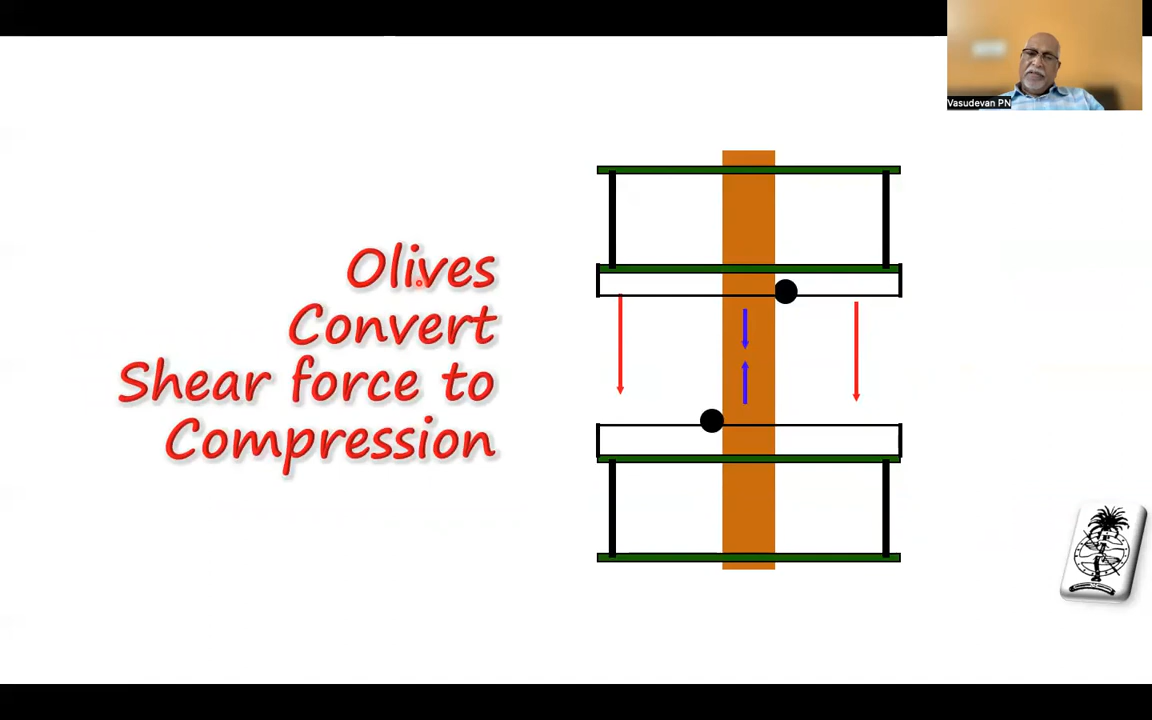 Vasudevan PN
Olives
Convert
Shear force to
Compression